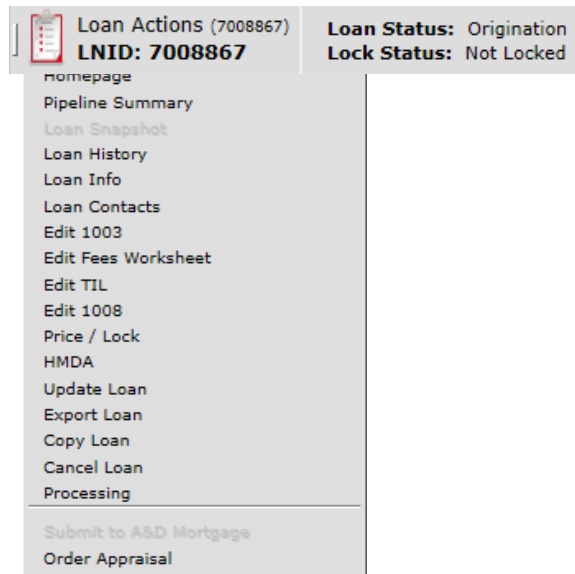 Loan Actions (7008867)
LNID: 7008867
Loan Status: Origination
Lock Status: Not Locked
Homepage
Pipeline Summary
Loan Snapshot
Loan History
Loan Info
Loan Contacts
Edit 1003
Edit Fees Worksheet
Edit TIL
Edit 1008
Price / Lock
HMDA
Update Loan
Export Loan
Copy Loan
Cancel Loan
Processing
Submit to A&D Mortgage
Order Appraisal